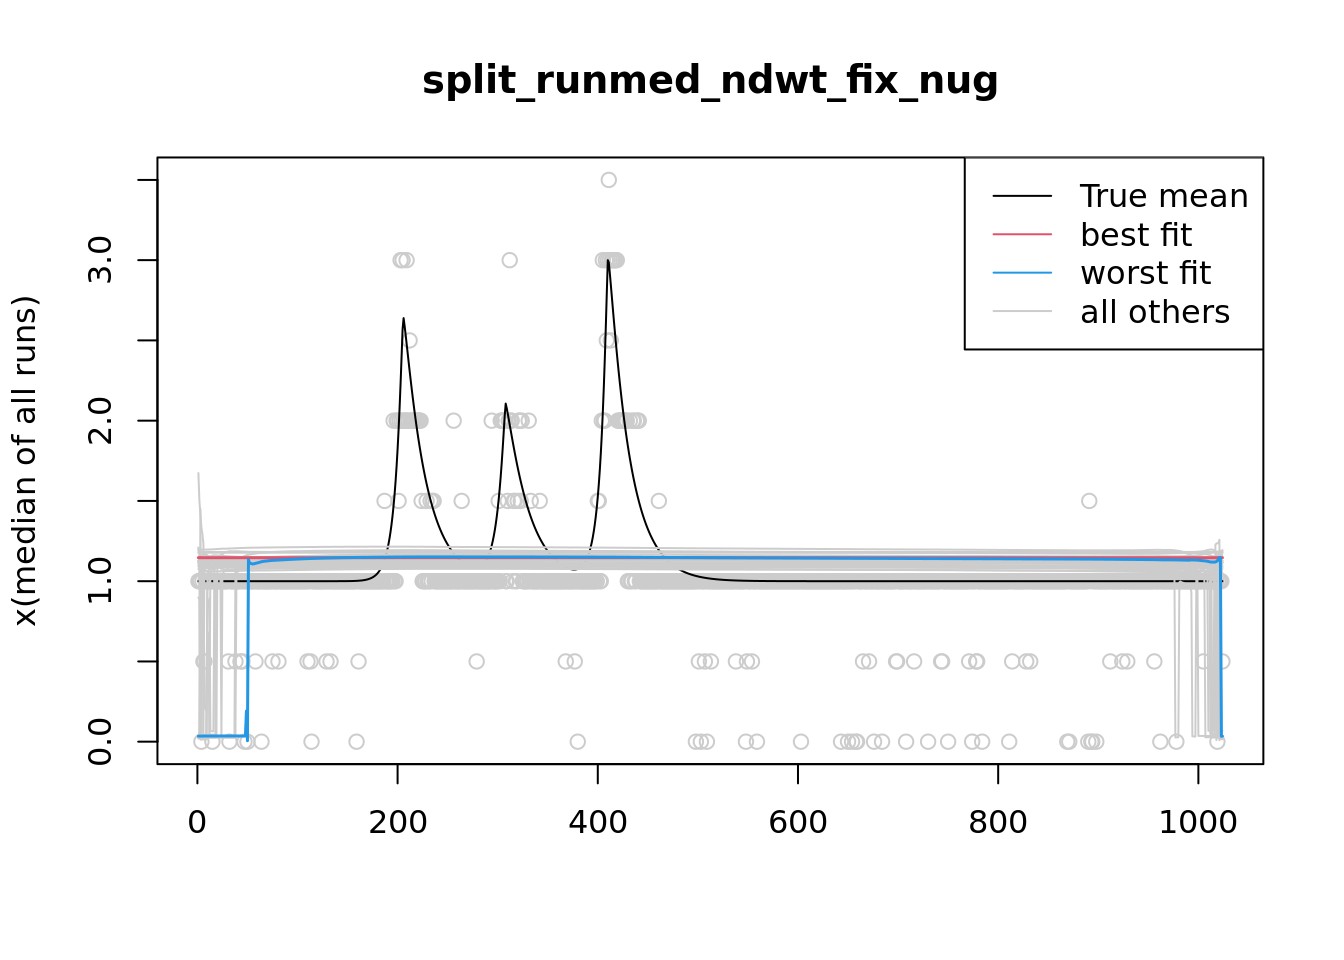 split_runmed_ndwt_fix_nug
True mean
best fit
worst fit
all others
x(median of all runs)
3.0
2.0
1.0
0.0
0 200 400 600 800 1000